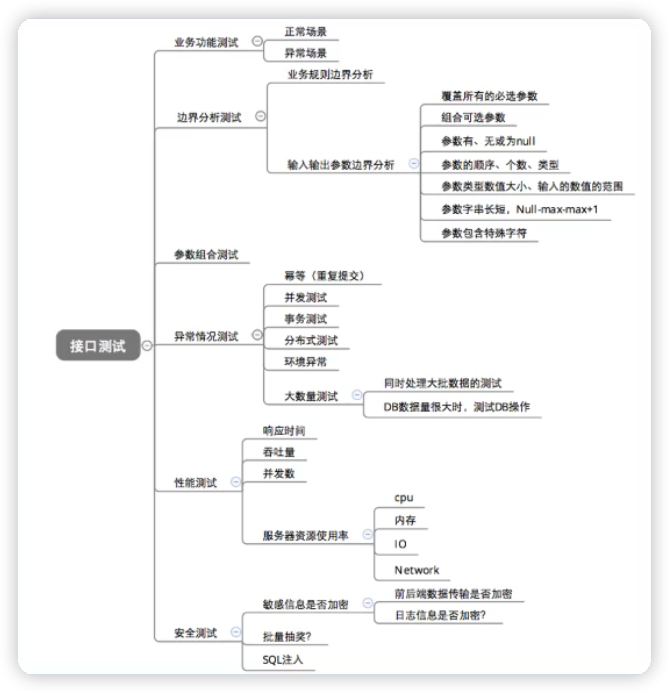 接口测试
业务功能测试
正常场景
异常场景
边界分析测试
业务规则边界分析
输入输出参数边界分析
覆盖所有的必选参数
组合可选参数
参数有、无或为null
参数的顺序、个数、类型
参数类型数值大小、输入的数值的范围
参数字串长短，Null-max-max+1
参数包含特殊字符
参数组合测试
异常情况测试
幂等（重复提交）
并发测试
事务测试
分布式测试
环境异常
大数量测试
同时处理大批数据的测试
DB数据量很大时，测试DB操作
性能测试
响应时间
吞吐量
并发数
服务器资源使用率
cpu
内存
IO
Network
安全测试
敏感信息是否加密
前后端数据传输是否加密
日志信息是否加密?
批量抽奖?
SQL注入